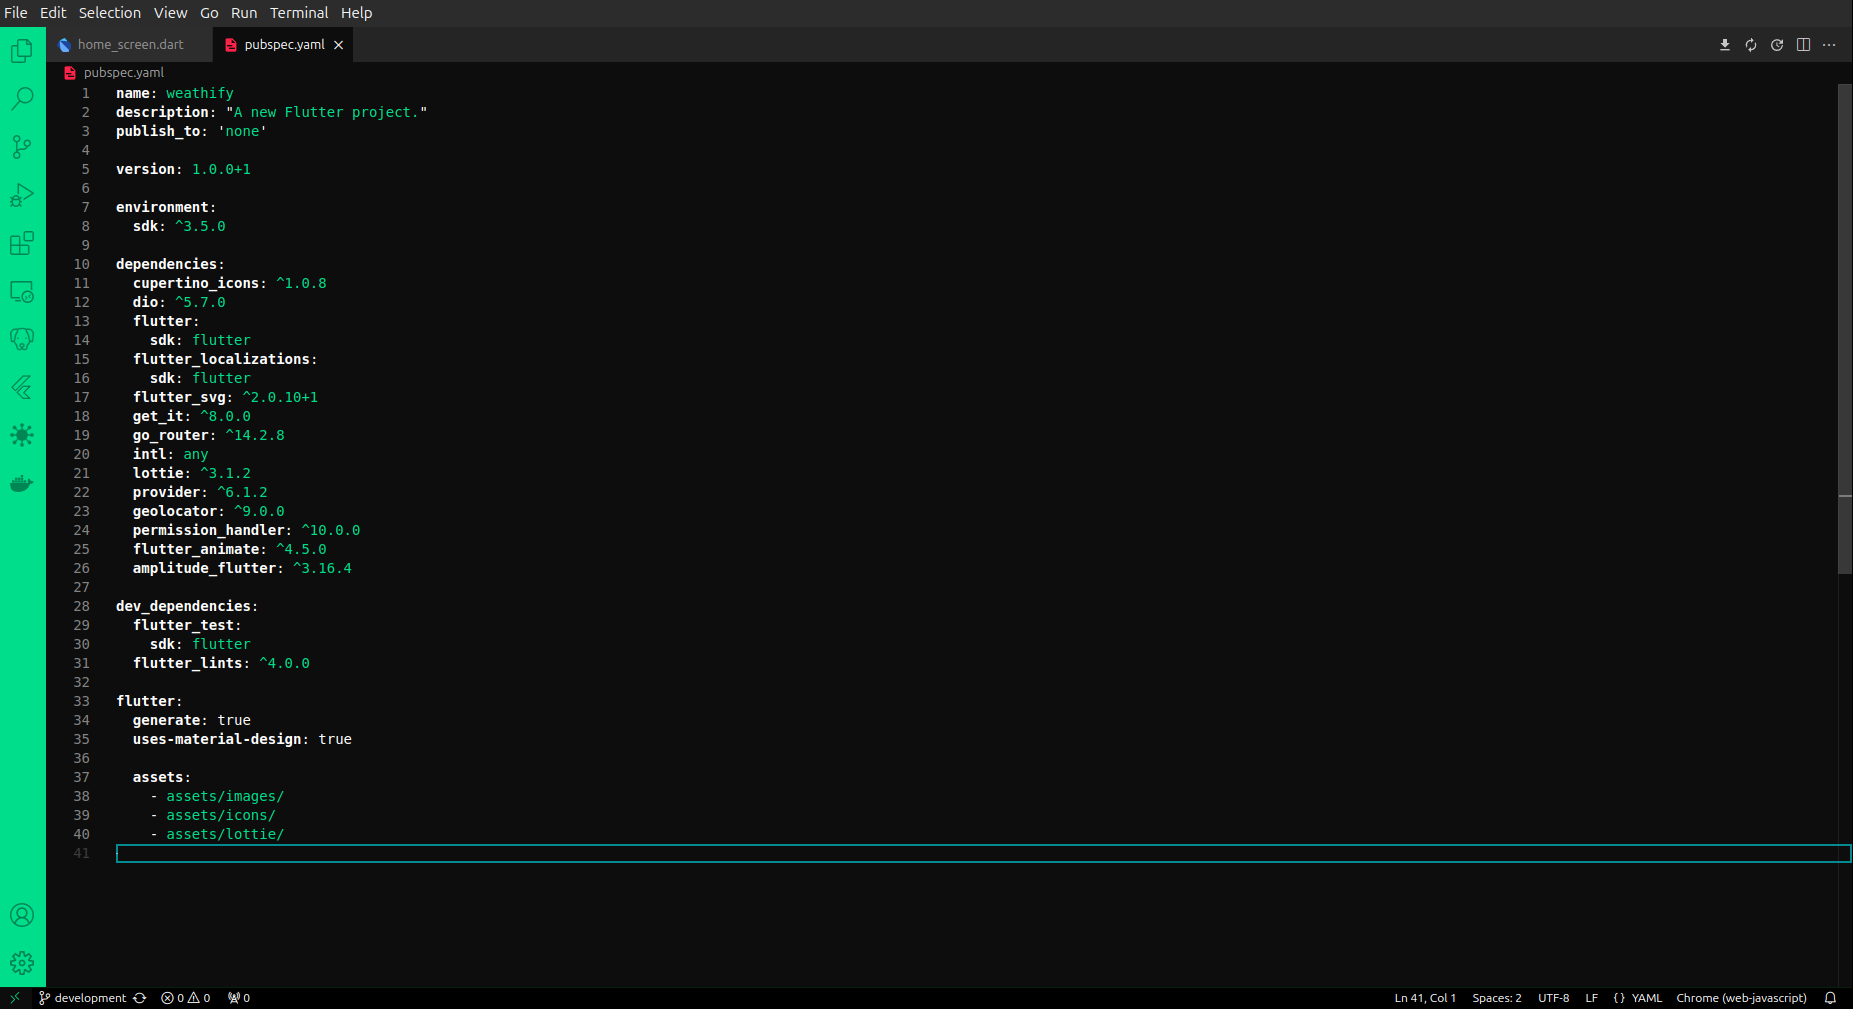 File Edit Selection View Go Run Terminal Help
home_screen.dart pubspec.yaml
pubspec.yaml
1 name: weathify
2 description: "A new Flutter project."
3 publish_to: 'none'
4
5 version: 1.0.0+1
6
7 environment:
8 sdk: ^3.5.0
9
10 dependencies:
11 cupertino_icons: ^1.0.8
12 dio: ^5.7.0
13 flutter:
14 sdk: flutter
15 flutter_localizations:
16 sdk: flutter
17 flutter_svg: ^2.0.10+1
18 get_it: ^8.0.0
19 go_router: ^14.2.8
20 intl: any
21 lottie: ^3.1.2
22 provider: ^6.1.2
23 geolocator: ^9.0.0
24 permission_handler: ^10.0.0
25 flutter_animate: ^4.5.0
26 amplitude_flutter: ^3.16.4
27
28 dev_dependencies:
29 flutter_test:
30 sdk: flutter
31 flutter_lints: ^4.0.0
32
33 flutter:
34 generate: true
35 uses-material-design: true
36
37 assets:
38 - assets/images/
39 - assets/icons/
40 - assets/lottie/
41
development 0 0 0 Ln 41, Col 1 Spaces: 2 UTF-8 LF {} YAML Chrome (web-javascript)